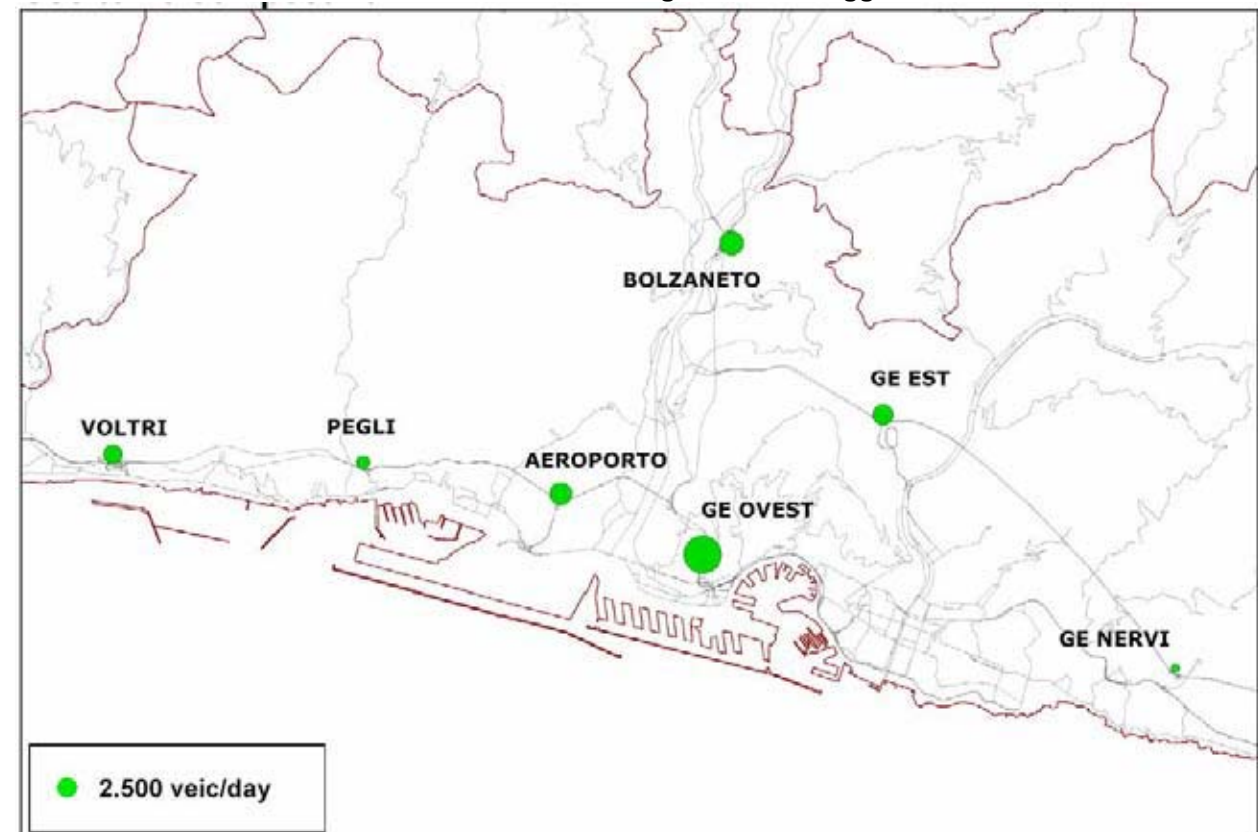 BOLZANETO
GE EST
VOLTRI
PEGLI
AEROPORTO
GE OVEST
GE NERVI
2.500 veic/day